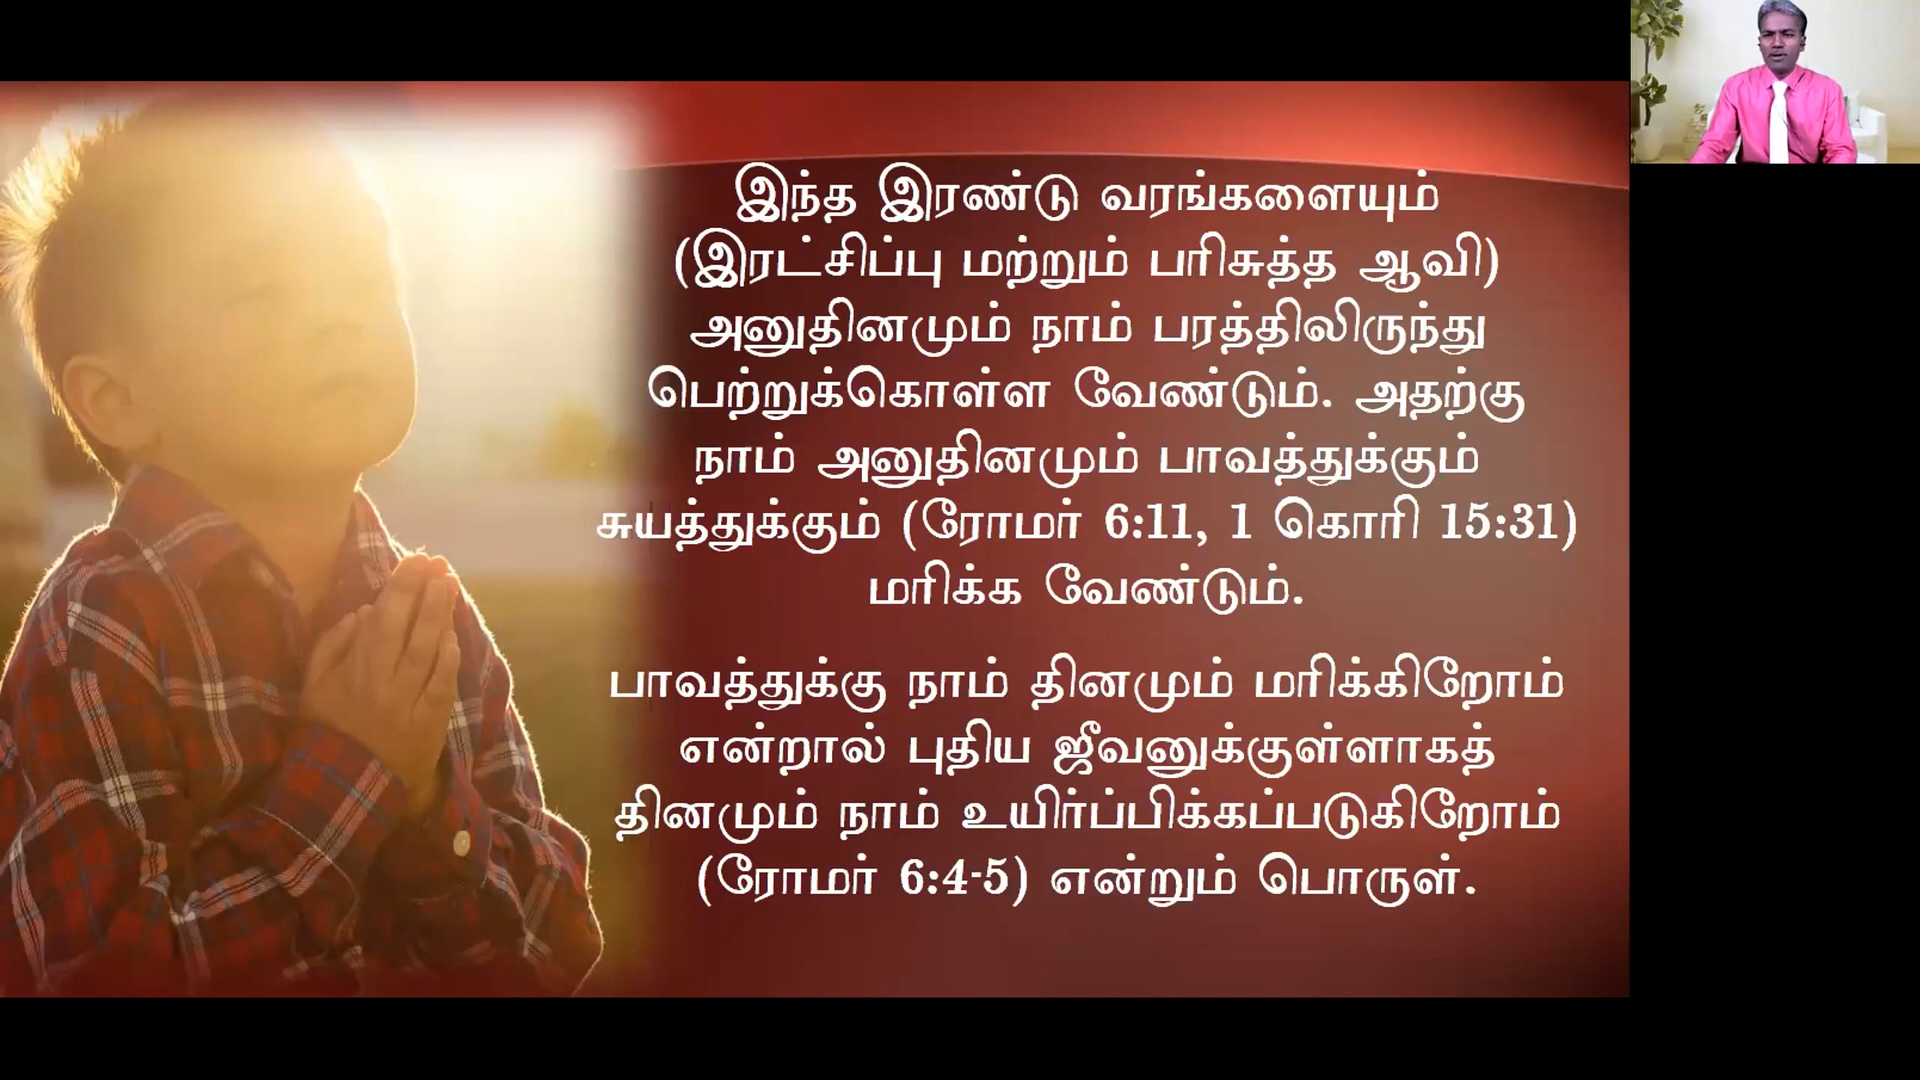 இந்த இரண்டு வரங்களையும்
(இரட்சிப்பு மற்றும் பரிசுத்த ஆவி)
அனுதினமும் நாம் பரத்திலிருந்து
பெற்றுக்கொள்ள வேண்டும். அதற்கு
நாம் அனுதினமும் பாவத்துக்கும்
சுயத்துக்கும் (ரோமர் 6:11, 1 கொரி 15:31)
மரிக்க வேண்டும்.
பாவத்துக்கு நாம் தினமும் மரிக்கிறோம்
என்றால் புதிய ஜீவனுக்குள்ளாகத்
தினமும் நாம் உயிர்ப்பிக்கப்படுகிறோம்
(ரோமர் 6:4-5) என்றும் பொருள்.